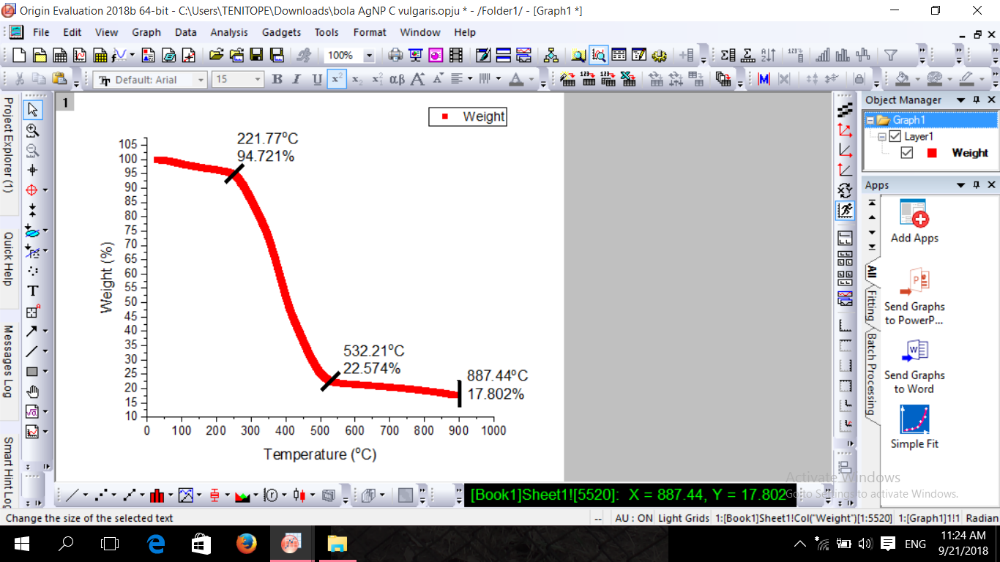 Origin Evaluation 2018b 64-bit - C:\Users\TENITOPE\Downloads\bola AgNP C vulgaris.opju * - /Folder1/ - [Graph1 *]
File Edit View Graph Data Analysis Gadgets Tools Format Window Help
100%
Default: Arial 15 B I U x² x₂ αβ A A A
Project Explorer (1)
Quick Help
Messages Log
Smart Hint Log
1
Weight
221.77°C
94.721%
532.21°C
22.574%
887.44°C
17.802%
105
100
95
90
85
80
75
70
65
60
55
50
45
40
35
30
25
20
15
10
Weight (%)
0 100 200 300 400 500 600 700 800 900 1000
Temperature (°C)
Object Manager
Graph1
Layer1
Weight
Apps
All
Fitting
Batch Processing
Add Apps
Send Graphs
to PowerP...
Send Graphs
to Word
Simple Fit
Activate Windows
Go to Settings to activate Windows.
[Book1]Sheet1![5520]: X = 887.44, Y = 17.802
Change the size of the selected text
-- AU : ON Light Grids 1:[Book1]Sheet1!Col("Weight")[1:5520] 1:[Graph1]1!1 Radian
ENG
11:24 AM
9/21/2018